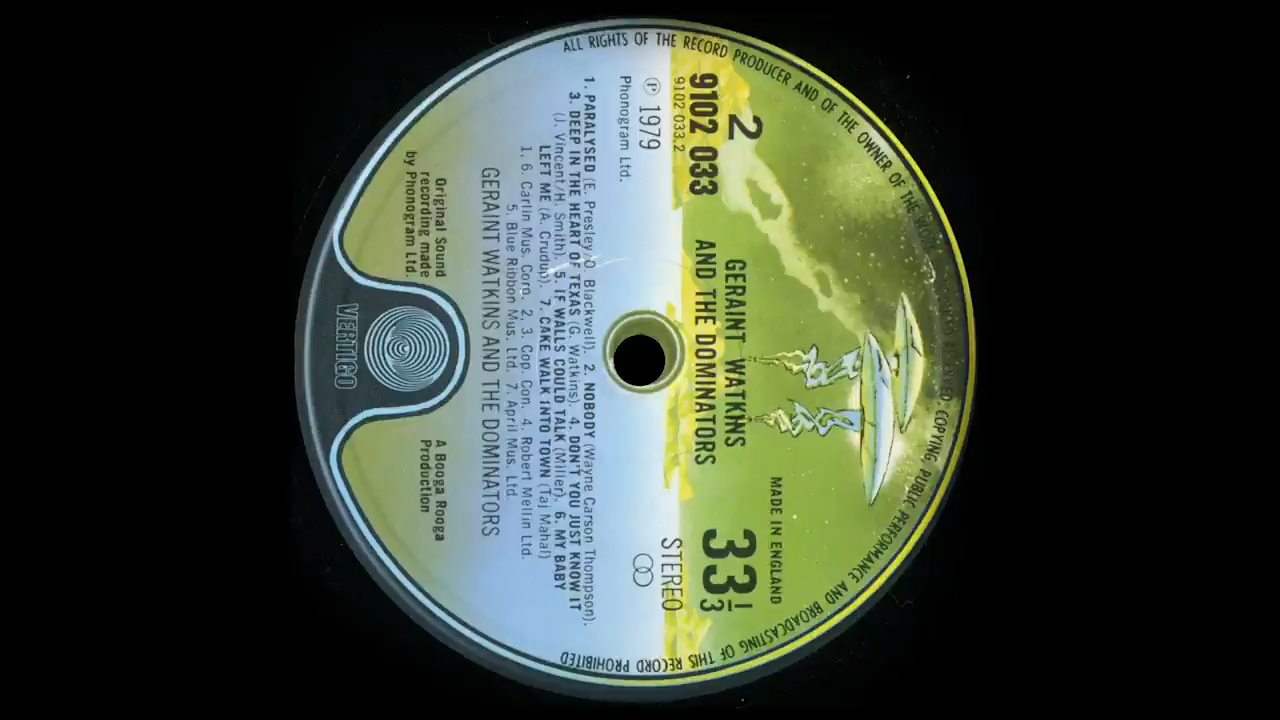 ALL RIGHTS OF THE RECORD PRODUCER AND OF THE OWNER OF THE WORK REPRODUCED RESERVED. COPYING, PUBLIC PERFORMANCE AND BROADCASTING OF THIS RECORD PROHIBITED
MADE IN ENGLAND
2
GERAINT WATKINS
AND THE DOMINATORS
33 1/3
9102 033
9102 033.2
STEREO
℗ 1979
Phonogram Ltd.
1. PARALYSED (E. Presley/O. Blackwell). 2. NOBODY (Wayne Carson Thompson).
3. DEEP IN THE HEART OF TEXAS (G. Watkins). 4. DON'T YOU JUST KNOW IT
(J. Vincent/H. Smith). 5. IF WALLS COULD TALK (Miller). 6. MY BABY
LEFT ME (A. Crudup). 7. CAKE WALK INTO TOWN (Taj Mahal)
1. 6. Carlin Mus. Corp. 2. 3. Cop. Con. 4. Robert Mellin Ltd.
5. Blue Ribbon Mus. Ltd. 7. April Mus. Ltd.
GERAINT WATKINS AND THE DOMINATORS
Original Sound
recording made
by Phonogram Ltd.
A Booga Rooga
Production
VERTIGO